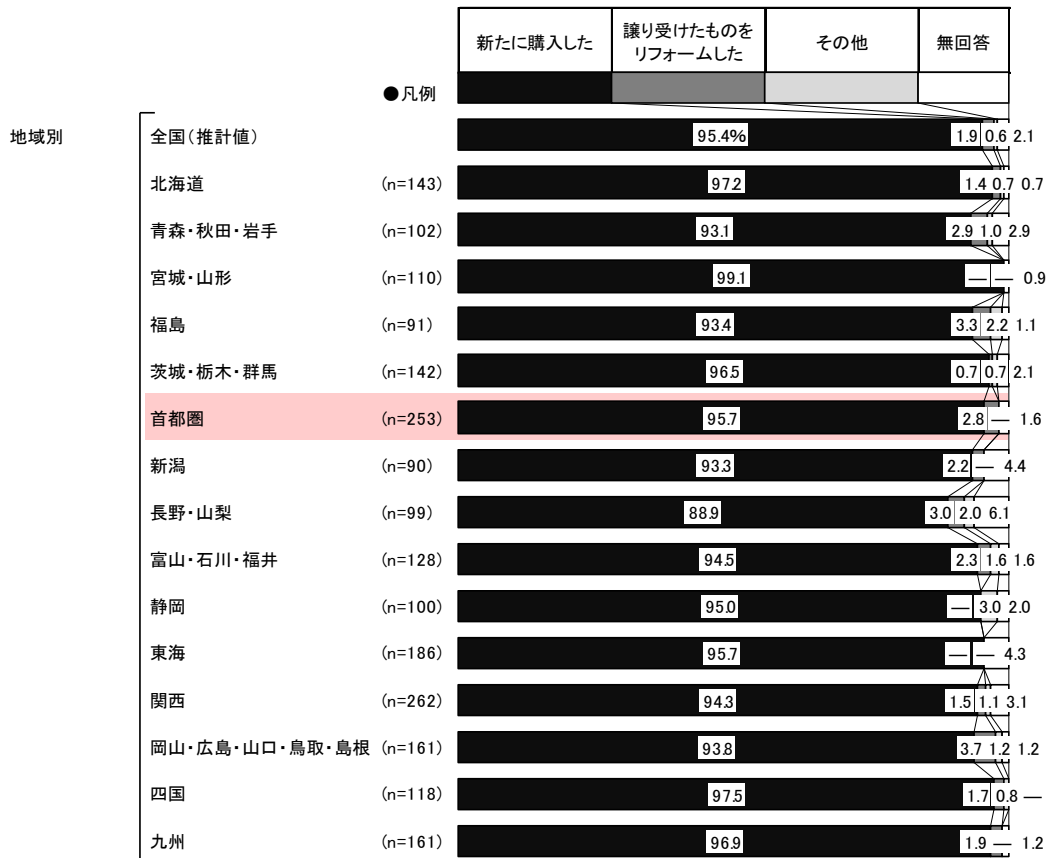 新たに購入した 譲り受けたものを リフォームした その他 無回答
●凡例
地域別 全国(推計値) 95.4% 1.9 0.6 2.1
北海道 (n=143) 97.2 1.4 0.7 0.7
青森・秋田・岩手 (n=102) 93.1 2.9 1.0 2.9
宮城・山形 (n=110) 99.1 — — 0.9
福島 (n=91) 93.4 3.3 2.2 1.1
茨城・栃木・群馬 (n=142) 96.5 0.7 0.7 2.1
首都圏 (n=253) 95.7 2.8 — 1.6
新潟 (n=90) 93.3 2.2 — 4.4
長野・山梨 (n=99) 88.9 3.0 2.0 6.1
富山・石川・福井 (n=128) 94.5 2.3 1.6 1.6
静岡 (n=100) 95.0 — 3.0 2.0
東海 (n=186) 95.7 — — 4.3
関西 (n=262) 94.3 1.5 1.1 3.1
岡山・広島・山口・鳥取・島根 (n=161) 93.8 3.7 1.2 1.2
四国 (n=118) 97.5 1.7 0.8 —
九州 (n=161) 96.9 1.9 — 1.2